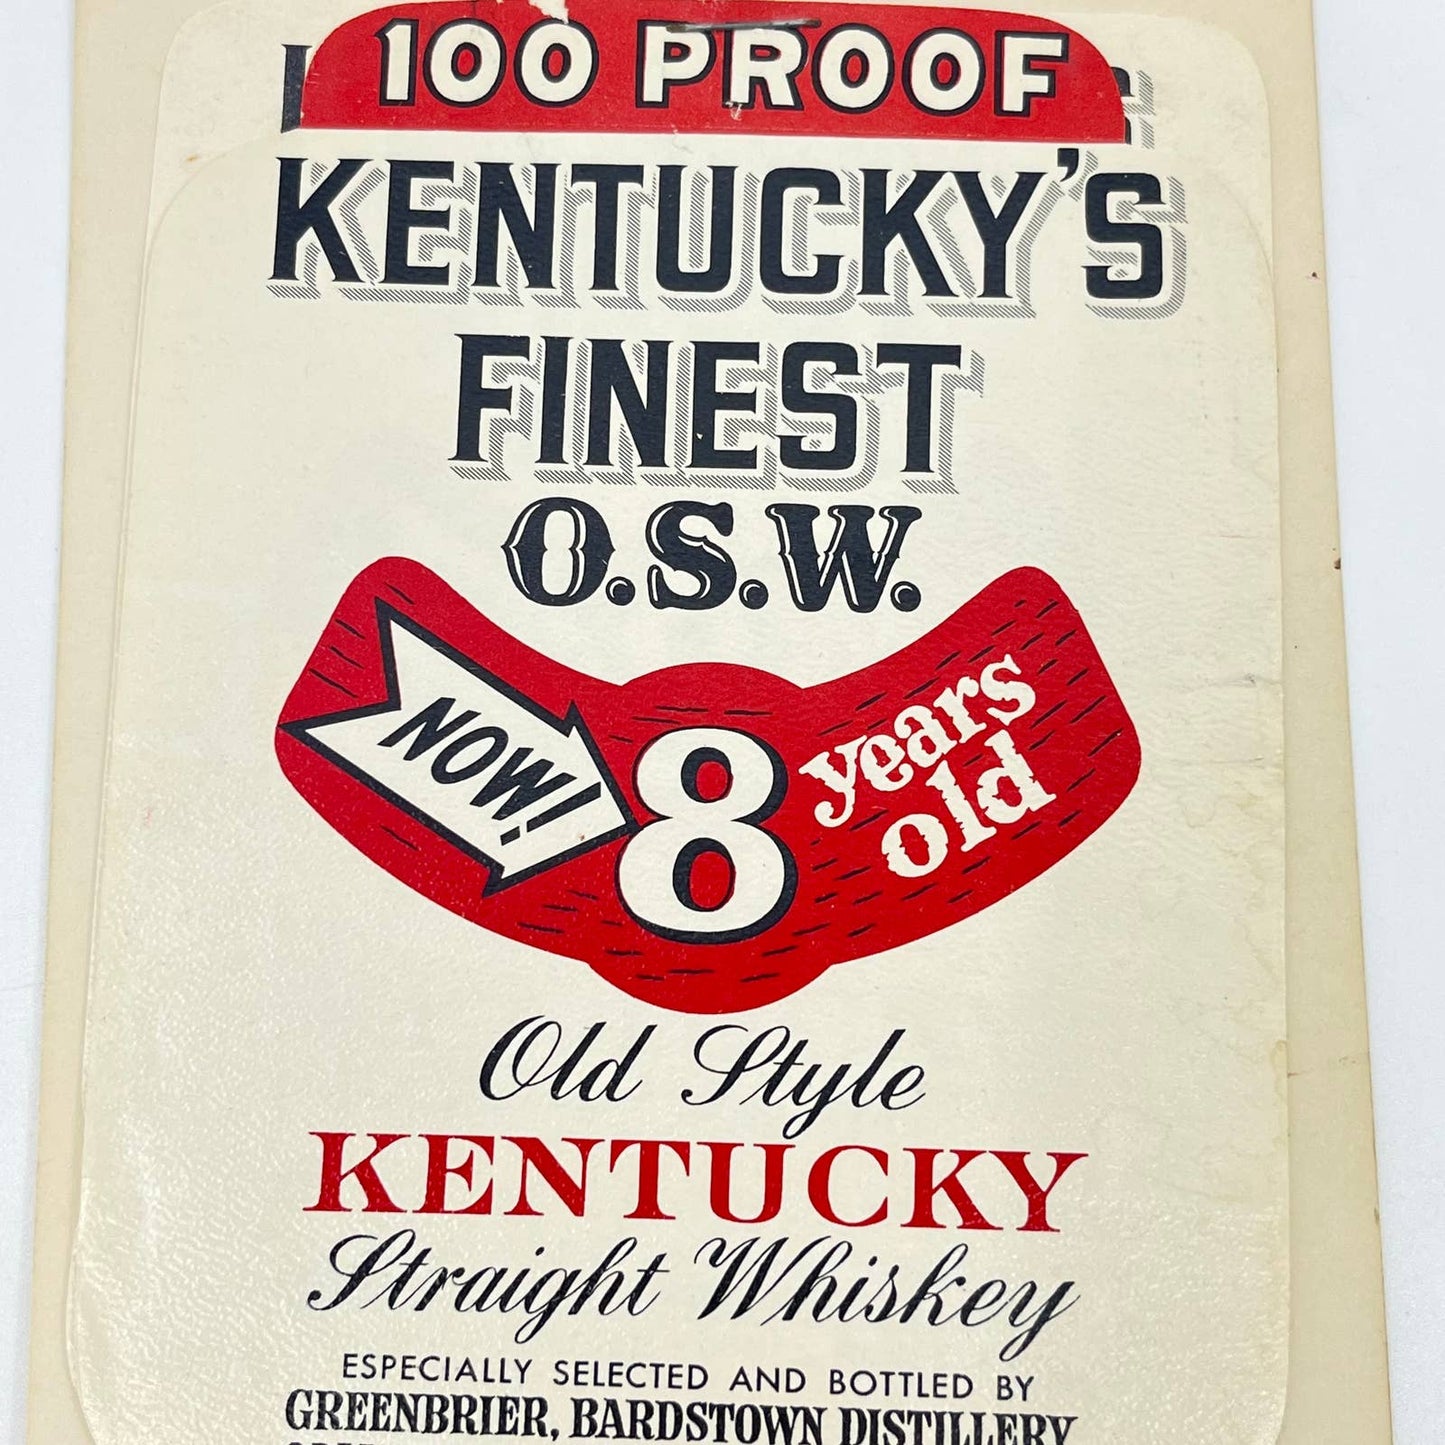 100 PROOF
KENTUCKY'S
FINEST
O.S.W.
NOW!
8
years
old
Old Style
KENTUCKY
Straight Whiskey
ESPECIALLY SELECTED AND BOTTLED BY
GREENBRIER, BARDSTOWN DISTILLERY